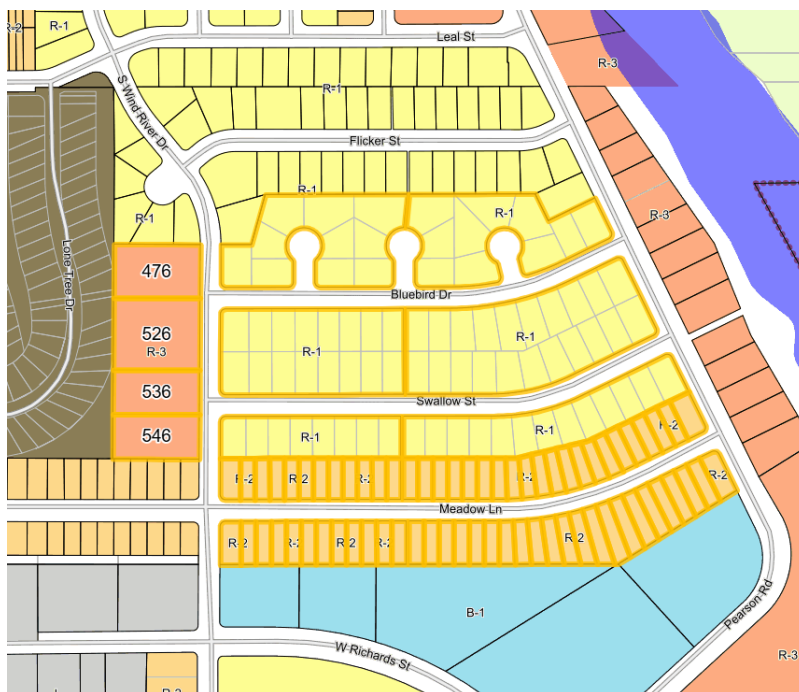 R-2
R-1
Leal St
R-3
R-1
S Wind River Dr
Flicker St
R-1
R-1
R-3
R-1
Lone Tree Dr
476
Bluebird Dr
526
R-3
R-1
R-1
536
Swallow St
546
R-1
R-1
R-2
R-2
R-2
R-2
R-2
R-2
Meadow Ln
R-2
R-2
R-2
R-2
R-2
B-1
Pearson Rd
W Richards St
R-3